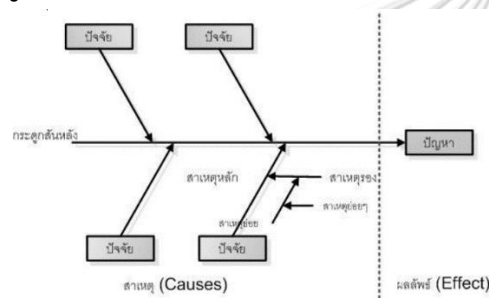 ปัจจัย
ปัจจัย
กระดูกสันหลัง
ปัญหา
สาเหตุหลัก
สาเหตุรอง
สาเหตุย่อยๆ
สาเหตุย่อย
ปัจจัย
ปัจจัย
สาเหตุ (Causes)
ผลลัพธ์ (Effect)